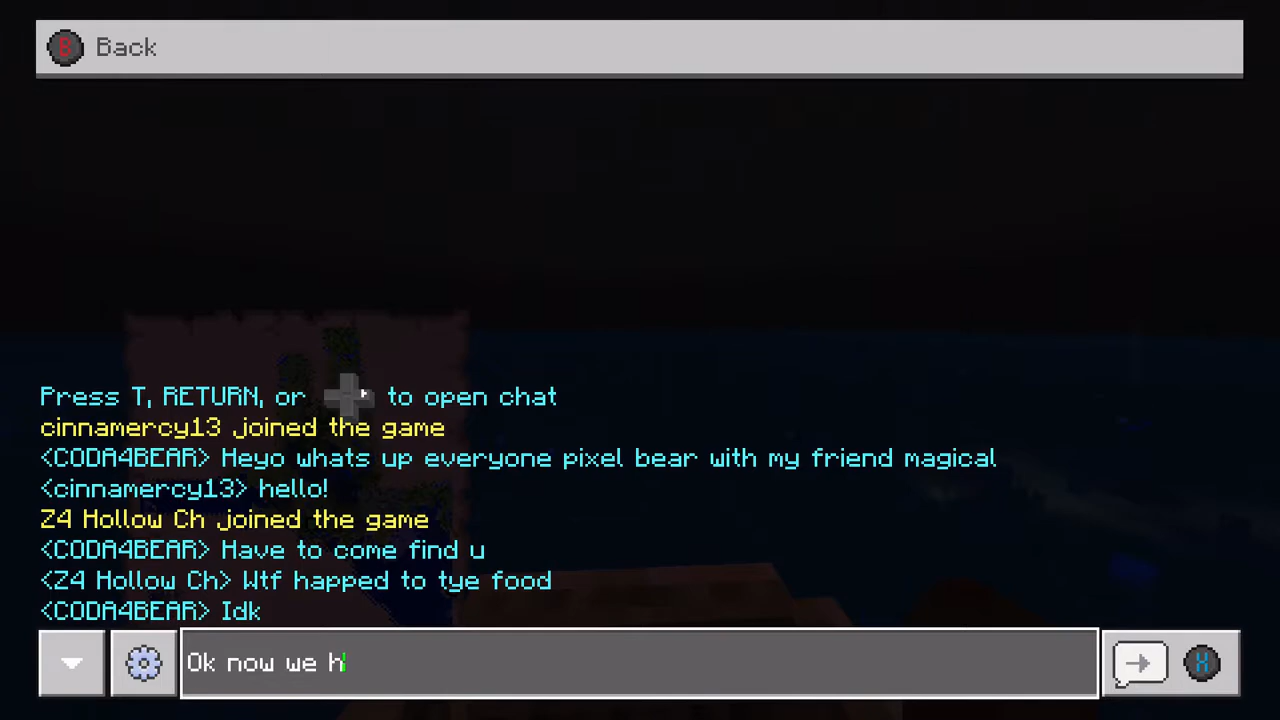 B Back
Press T, RETURN, or to open chat
cinnamercy13 joined the game
<CODA4BEAR> Heyo whats up everyone pixel bear with my friend magical
<cinnamercy13> hello!
Z4 Hollow Ch joined the game
<CODA4BEAR> Have to come find u
<Z4 Hollow Ch> Wtf happed to tye food
<CODA4BEAR> Idk
Ok now we h
X